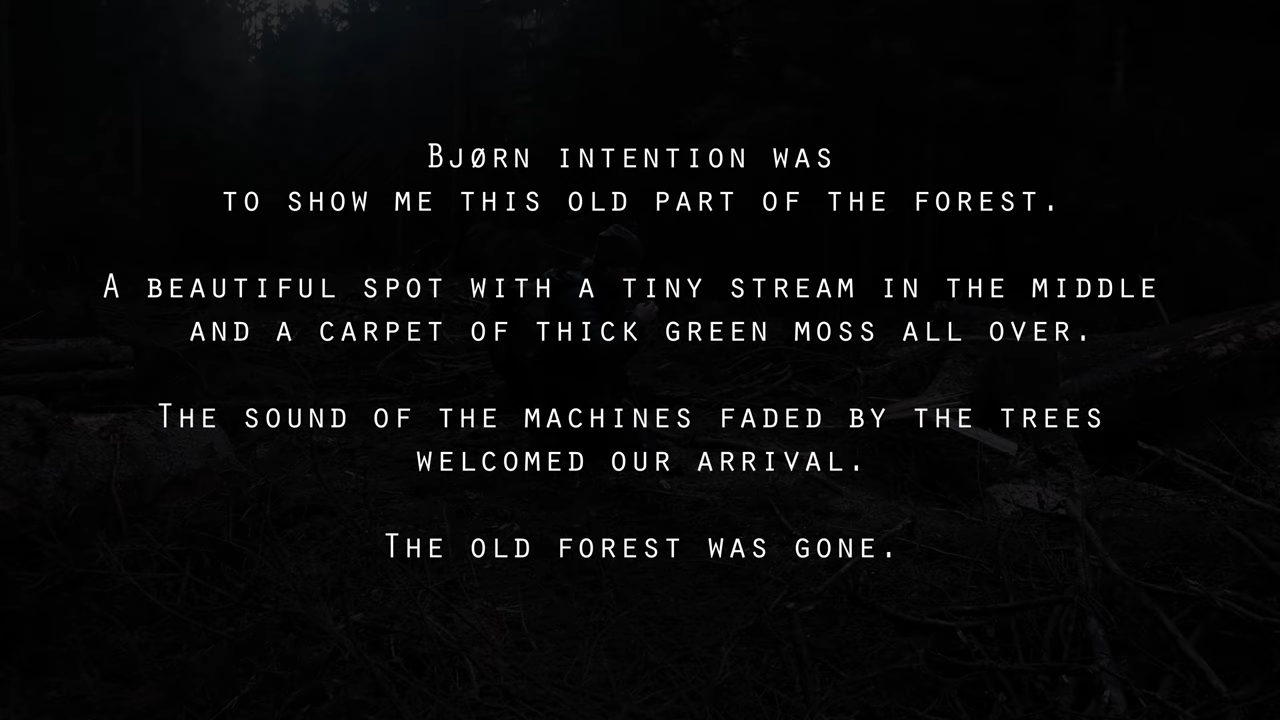 Bjørn intention was
to show me this old part of the forest.
A beautiful spot with a tiny stream in the middle
and a carpet of thick green moss all over.
The sound of the machines faded by the trees
welcomed our arrival.
The old forest was gone.